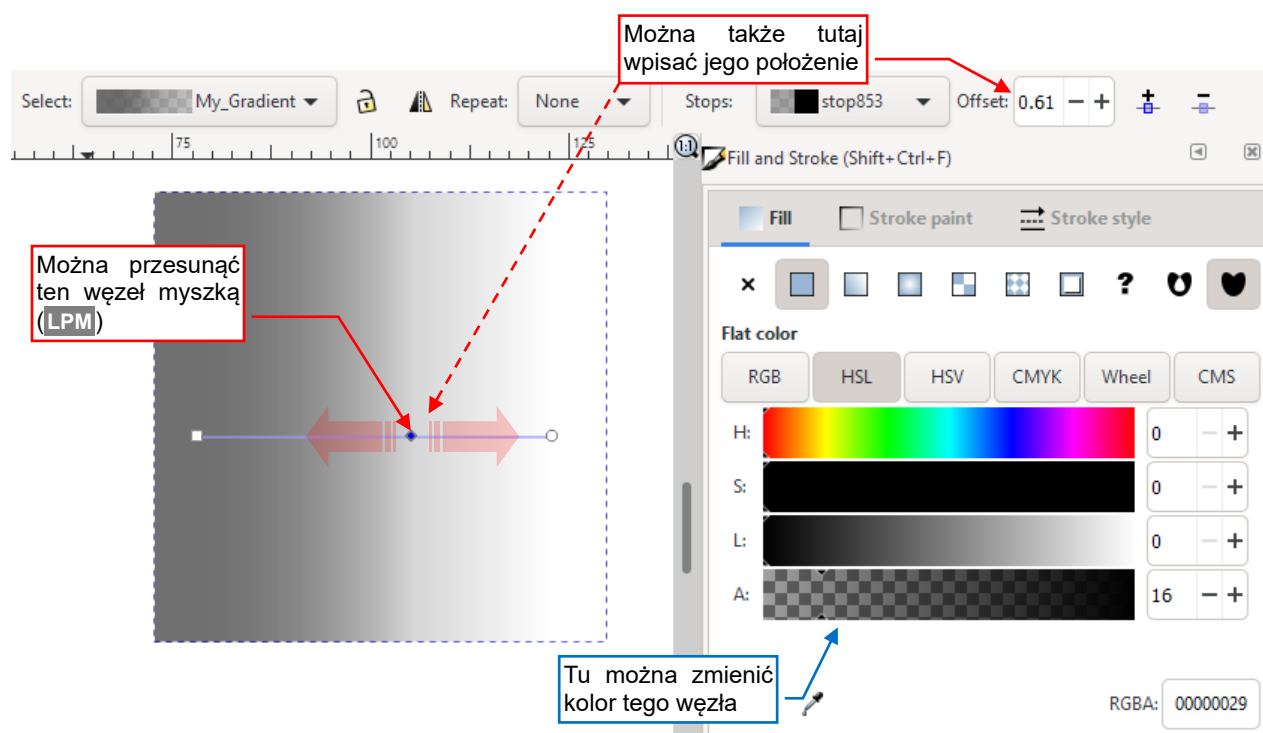 Można także tutaj
wpisać jego położenie
Select: My_Gradient Repeat: None Stops: stop853 Offset: 0.61
75 100 125 1:1
Fill and Stroke (Shift+Ctrl+F)
Fill Stroke paint Stroke style
Można przesunąć
ten węzeł myszką
(LPM)
?
Flat color
RGB HSL HSV CMYK Wheel CMS
H: 0
S: 0
L: 0
A: 16
Tu można zmienić
kolor tego węzła
RGBA: 00000029